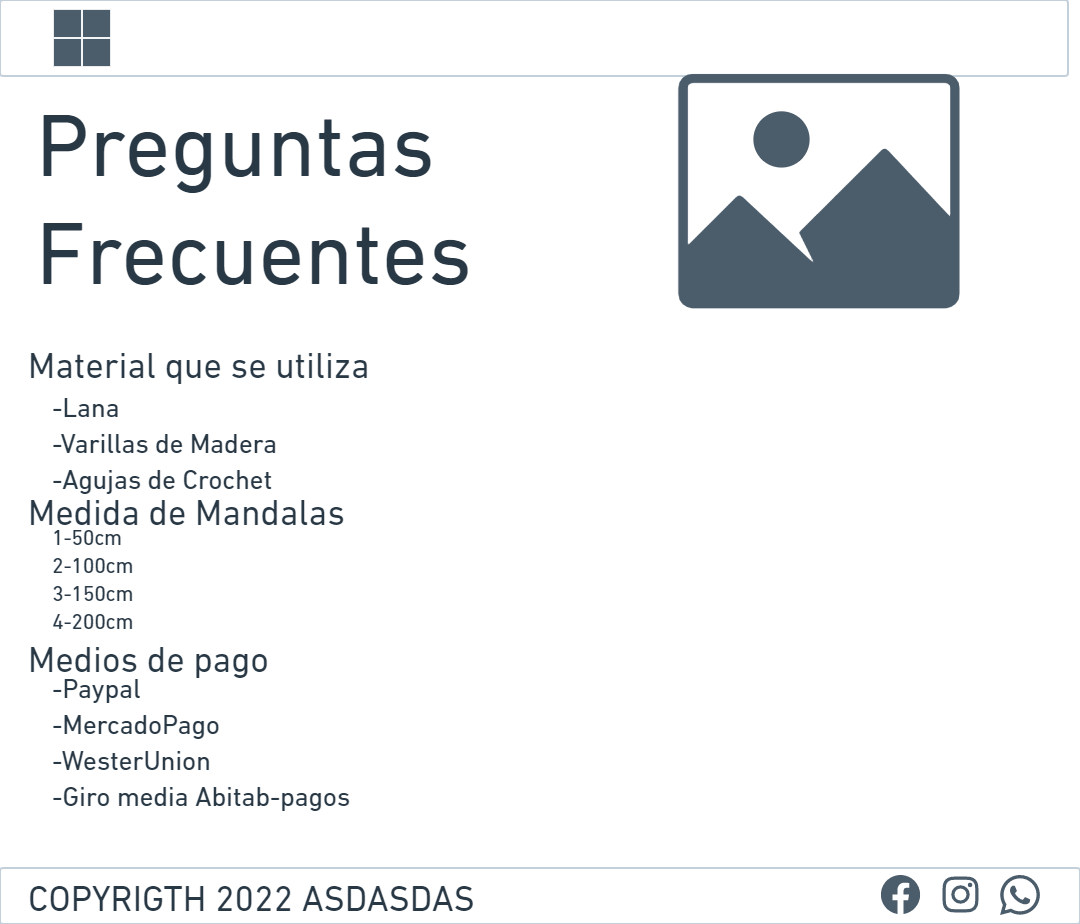 Preguntas
Frecuentes
Material que se utiliza
-Lana
-Varillas de Madera
-Agujas de Crochet
Medida de Mandalas
1-50cm
2-100cm
3-150cm
4-200cm
Medios de pago
-Paypal
-MercadoPago
-WesterUnion
-Giro media Abitab-pagos
COPYRIGTH 2022 ASDASDAS